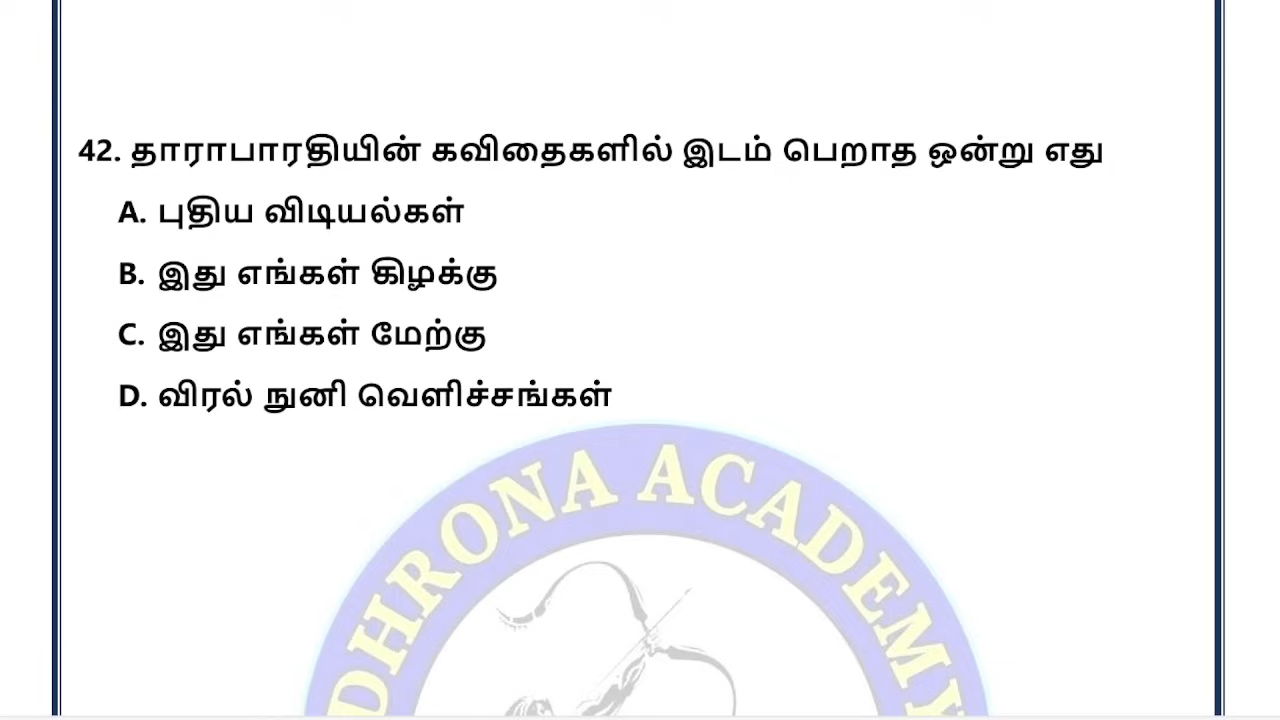 42. தாராபாரதியின் கவிதைகளில் இடம் பெறாத ஒன்று எது
A. புதிய விடியல்கள்
B. இது எங்கள் கிழக்கு
C. இது எங்கள் மேற்கு
D. விரல் நுனி வெளிச்சங்கள்
DHRONA ACADEMY